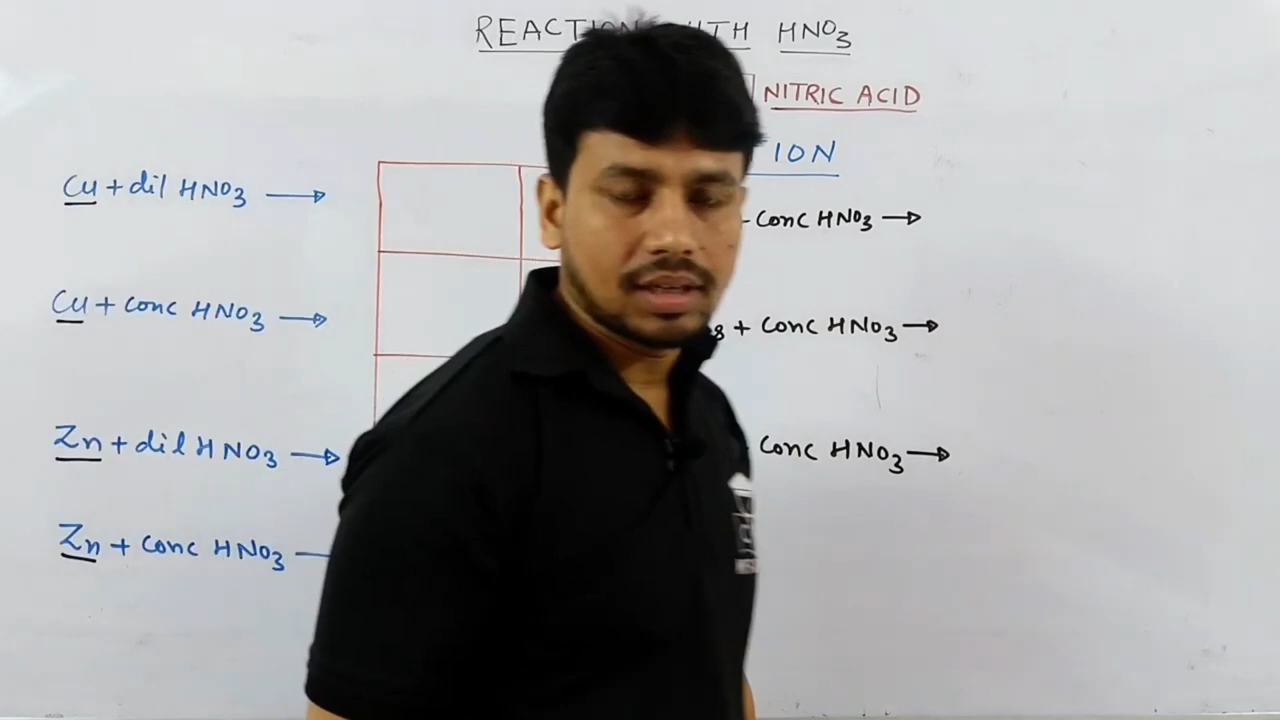 REACTION WITH HNO3
NITRIC ACID
Cu + dil HNO3 →
Conc HNO3 →
Cu + Conc HNO3 →
+ Conc HNO3 →
Zn + dil HNO3 →
Conc HNO3 →
Zn + Conc HNO3